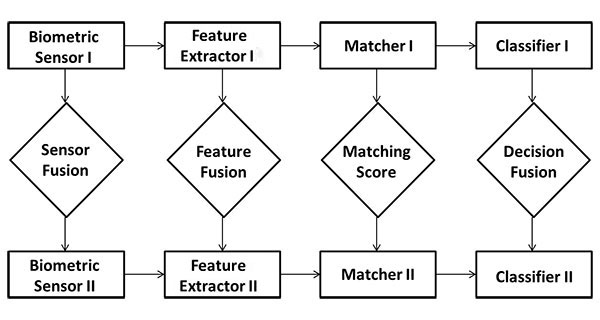 Biometric
Sensor I
Feature
Extractor I
Matcher I
Classifier I
Sensor
Fusion
Feature
Fusion
Matching
Score
Decision
Fusion
Biometric
Sensor II
Feature
Extractor II
Matcher II
Classifier II